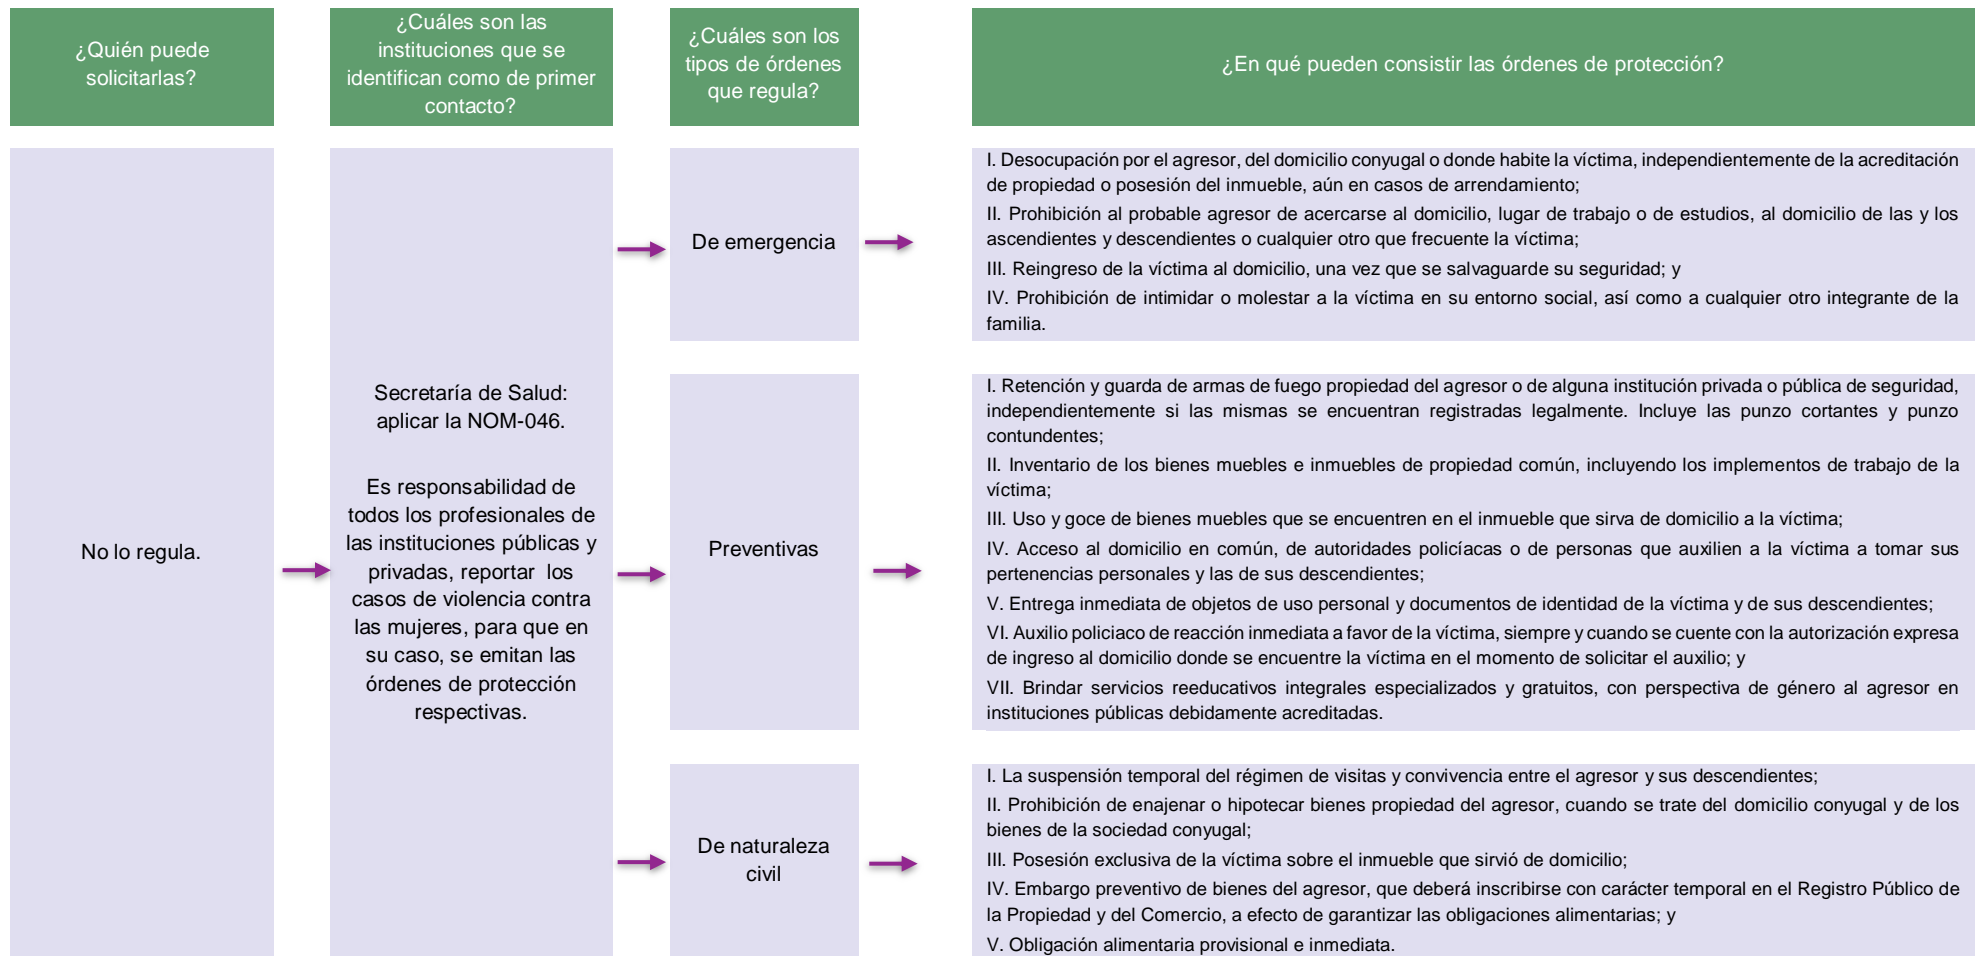 ¿Quién puede
solicitarlas?
¿Cuáles son las
instituciones que se
identifican como de primer
contacto?
¿Cuáles son los
tipos de órdenes
que regula?
¿En qué pueden consistir las órdenes de protección?
No lo regula.
Secretaría de Salud:
aplicar la NOM-046.
Es responsabilidad de
todos los profesionales de
las instituciones públicas y
privadas, reportar los
casos de violencia contra
las mujeres, para que en
su caso, se emitan las
órdenes de protección
respectivas.
De emergencia
I. Desocupación por el agresor, del domicilio conyugal o donde habite la víctima, independientemente de la acreditación
de propiedad o posesión del inmueble, aún en casos de arrendamiento;
II. Prohibición al probable agresor de acercarse al domicilio, lugar de trabajo o de estudios, al domicilio de las y los
ascendientes y descendientes o cualquier otro que frecuente la víctima;
III. Reingreso de la víctima al domicilio, una vez que se salvaguarde su seguridad; y
IV. Prohibición de intimidar o molestar a la víctima en su entorno social, así como a cualquier otro integrante de la
familia.
Preventivas
I. Retención y guarda de armas de fuego propiedad del agresor o de alguna institución privada o pública de seguridad,
independientemente si las mismas se encuentran registradas legalmente. Incluye las punzo cortantes y punzo
contundentes;
II. Inventario de los bienes muebles e inmuebles de propiedad común, incluyendo los implementos de trabajo de la
víctima;
III. Uso y goce de bienes muebles que se encuentren en el inmueble que sirva de domicilio a la víctima;
IV. Acceso al domicilio en común, de autoridades policíacas o de personas que auxilien a la víctima a tomar sus
pertenencias personales y las de sus descendientes;
V. Entrega inmediata de objetos de uso personal y documentos de identidad de la víctima y de sus descendientes;
VI. Auxilio policiaco de reacción inmediata a favor de la víctima, siempre y cuando se cuente con la autorización expresa
de ingreso al domicilio donde se encuentre la víctima en el momento de solicitar el auxilio; y
VII. Brindar servicios reeducativos integrales especializados y gratuitos, con perspectiva de género al agresor en
instituciones públicas debidamente acreditadas.
De naturaleza
civil
I. La suspensión temporal del régimen de visitas y convivencia entre el agresor y sus descendientes;
II. Prohibición de enajenar o hipotecar bienes propiedad del agresor, cuando se trate del domicilio conyugal y de los
bienes de la sociedad conyugal;
III. Posesión exclusiva de la víctima sobre el inmueble que sirvió de domicilio;
IV. Embargo preventivo de bienes del agresor, que deberá inscribirse con carácter temporal en el Registro Público de
la Propiedad y del Comercio, a efecto de garantizar las obligaciones alimentarias; y
V. Obligación alimentaria provisional e inmediata.